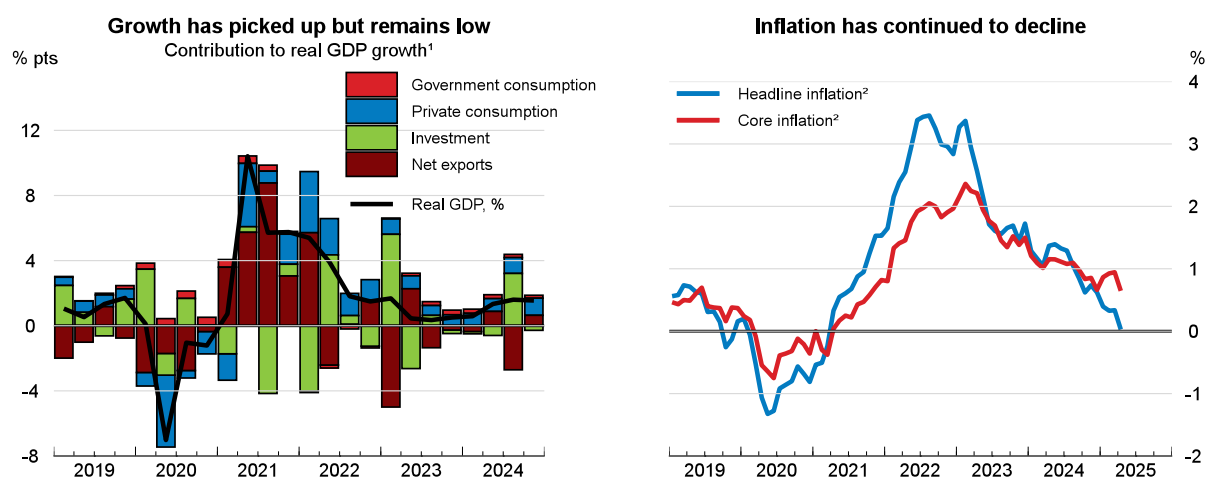 Growth has picked up but remains low
Contribution to real GDP growth¹
% pts
Government consumption
Private consumption
Investment
Net exports
Real GDP, %
12
8
4
0
-4
-8
2019 2020 2021 2022 2023 2024
Inflation has continued to decline
%
Headline inflation²
Core inflation²
4
3
2
1
0
-1
-2
2019 2020 2021 2022 2023 2024 2025